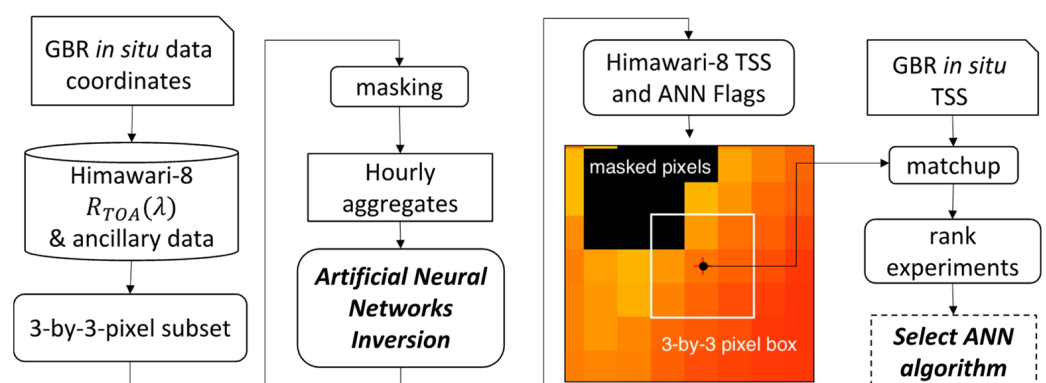 GBR in situ data
coordinates
Himawari-8
R_TOA(λ)
& ancillary data
3-by-3-pixel subset
masking
Hourly
aggregates
Artificial Neural
Networks
Inversion
Himawari-8 TSS
and ANN Flags
masked pixels
3-by-3 pixel box
GBR in situ
TSS
matchup
rank
experiments
Select ANN
algorithm